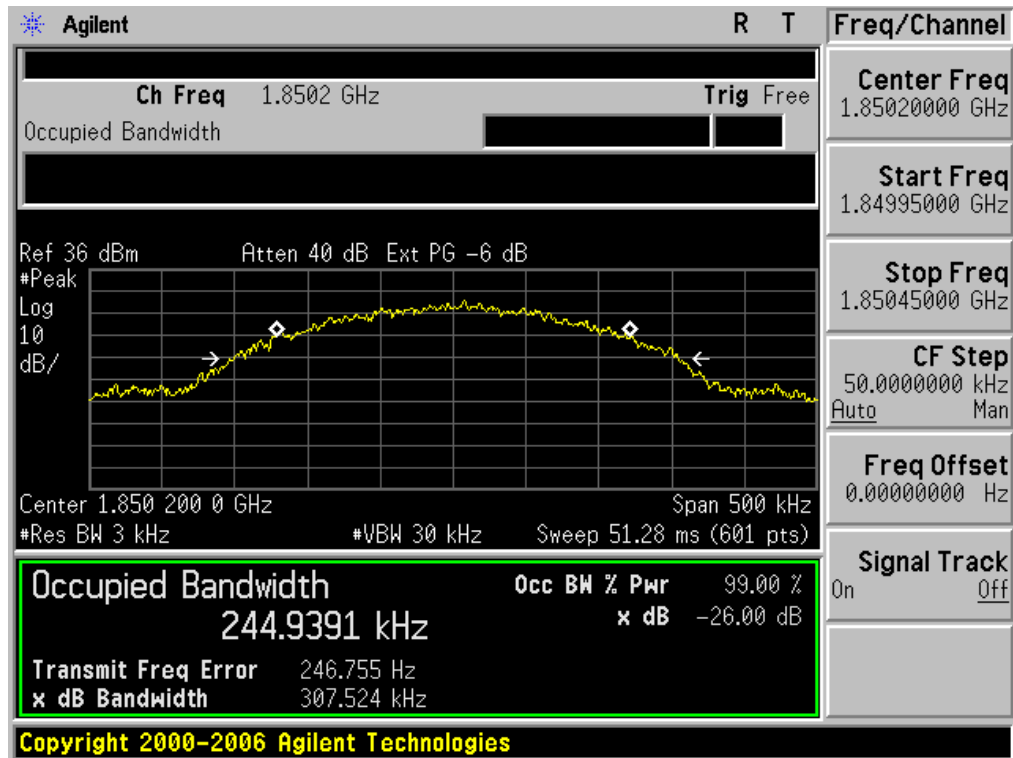 Agilent R T
Ch Freq 1.8502 GHz Trig Free
Occupied Bandwidth
Ref 36 dBm Atten 40 dB Ext PG -6 dB
#Peak
Log
10
dB/
Center 1.850 200 0 GHz Span 500 kHz
#Res BW 3 kHz #VBW 30 kHz Sweep 51.28 ms (601 pts)
Occupied Bandwidth Occ BW % Pwr 99.00 %
244.9391 kHz x dB -26.00 dB
Transmit Freq Error 246.755 Hz
x dB Bandwidth 307.524 kHz
Copyright 2000-2006 Agilent Technologies
Freq/Channel
Center Freq
1.85020000 GHz
Start Freq
1.84995000 GHz
Stop Freq
1.85045000 GHz
CF Step
50.0000000 kHz
Auto Man
Freq Offset
0.00000000 Hz
Signal Track
On Off